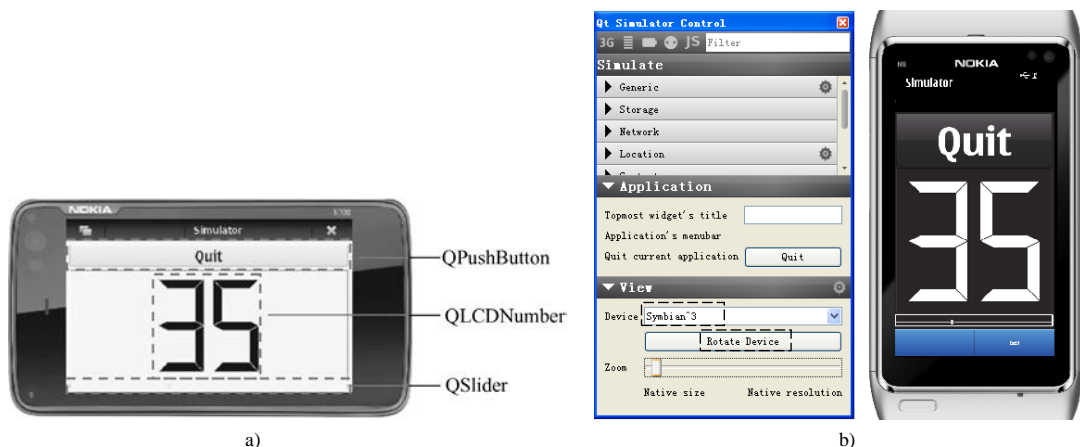 NOKIA
N900
Simulator
Quit
35
QPushButton
QLCDNumber
QSlider
a)
Qt Simulator Control
3G JS Filter
Simulate
Generic
Storage
Network
Location
Application
Topmost widget's title
Application's menubar
Quit current application Quit
View
Device Symbian^3
Rotate Device
Zoom
Native size Native resolution
N8 NOKIA
Simulator
Quit
35
b)